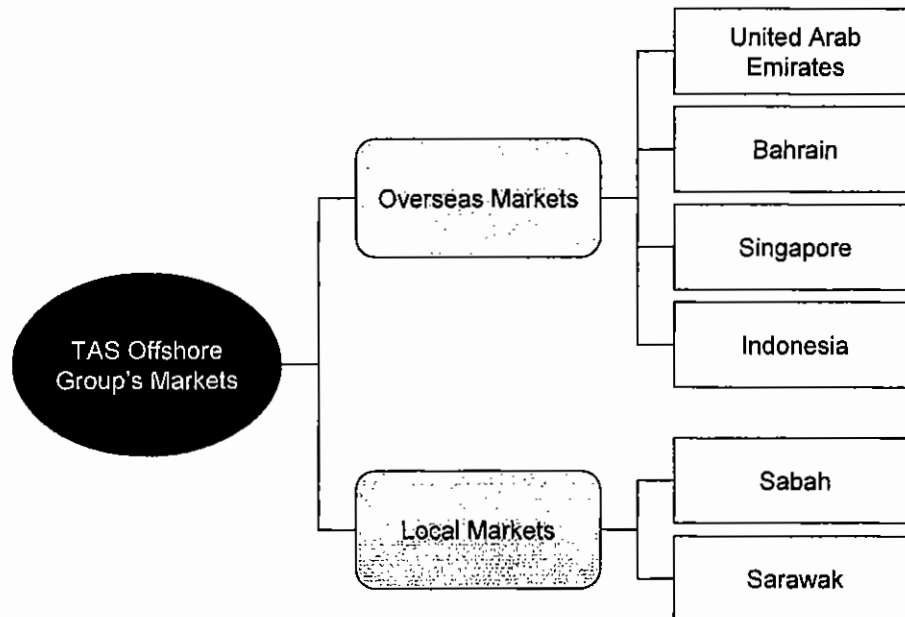 TAS Offshore
Group's Markets
Overseas Markets
United Arab
Emirates
Bahrain
Singapore
Indonesia
Local Markets
Sabah
Sarawak